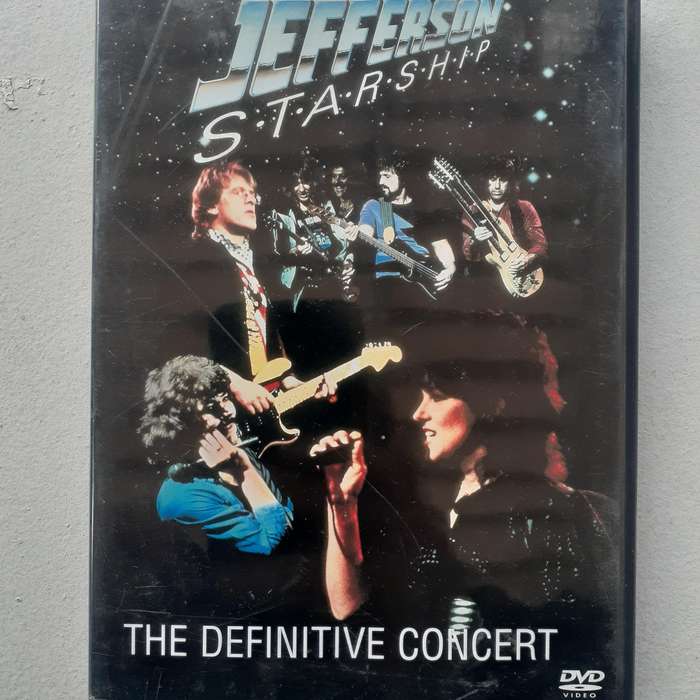 JEFFERSON
S·T·A·R·S·H·I·P
THE DEFINITIVE CONCERT
DVD
VIDEO